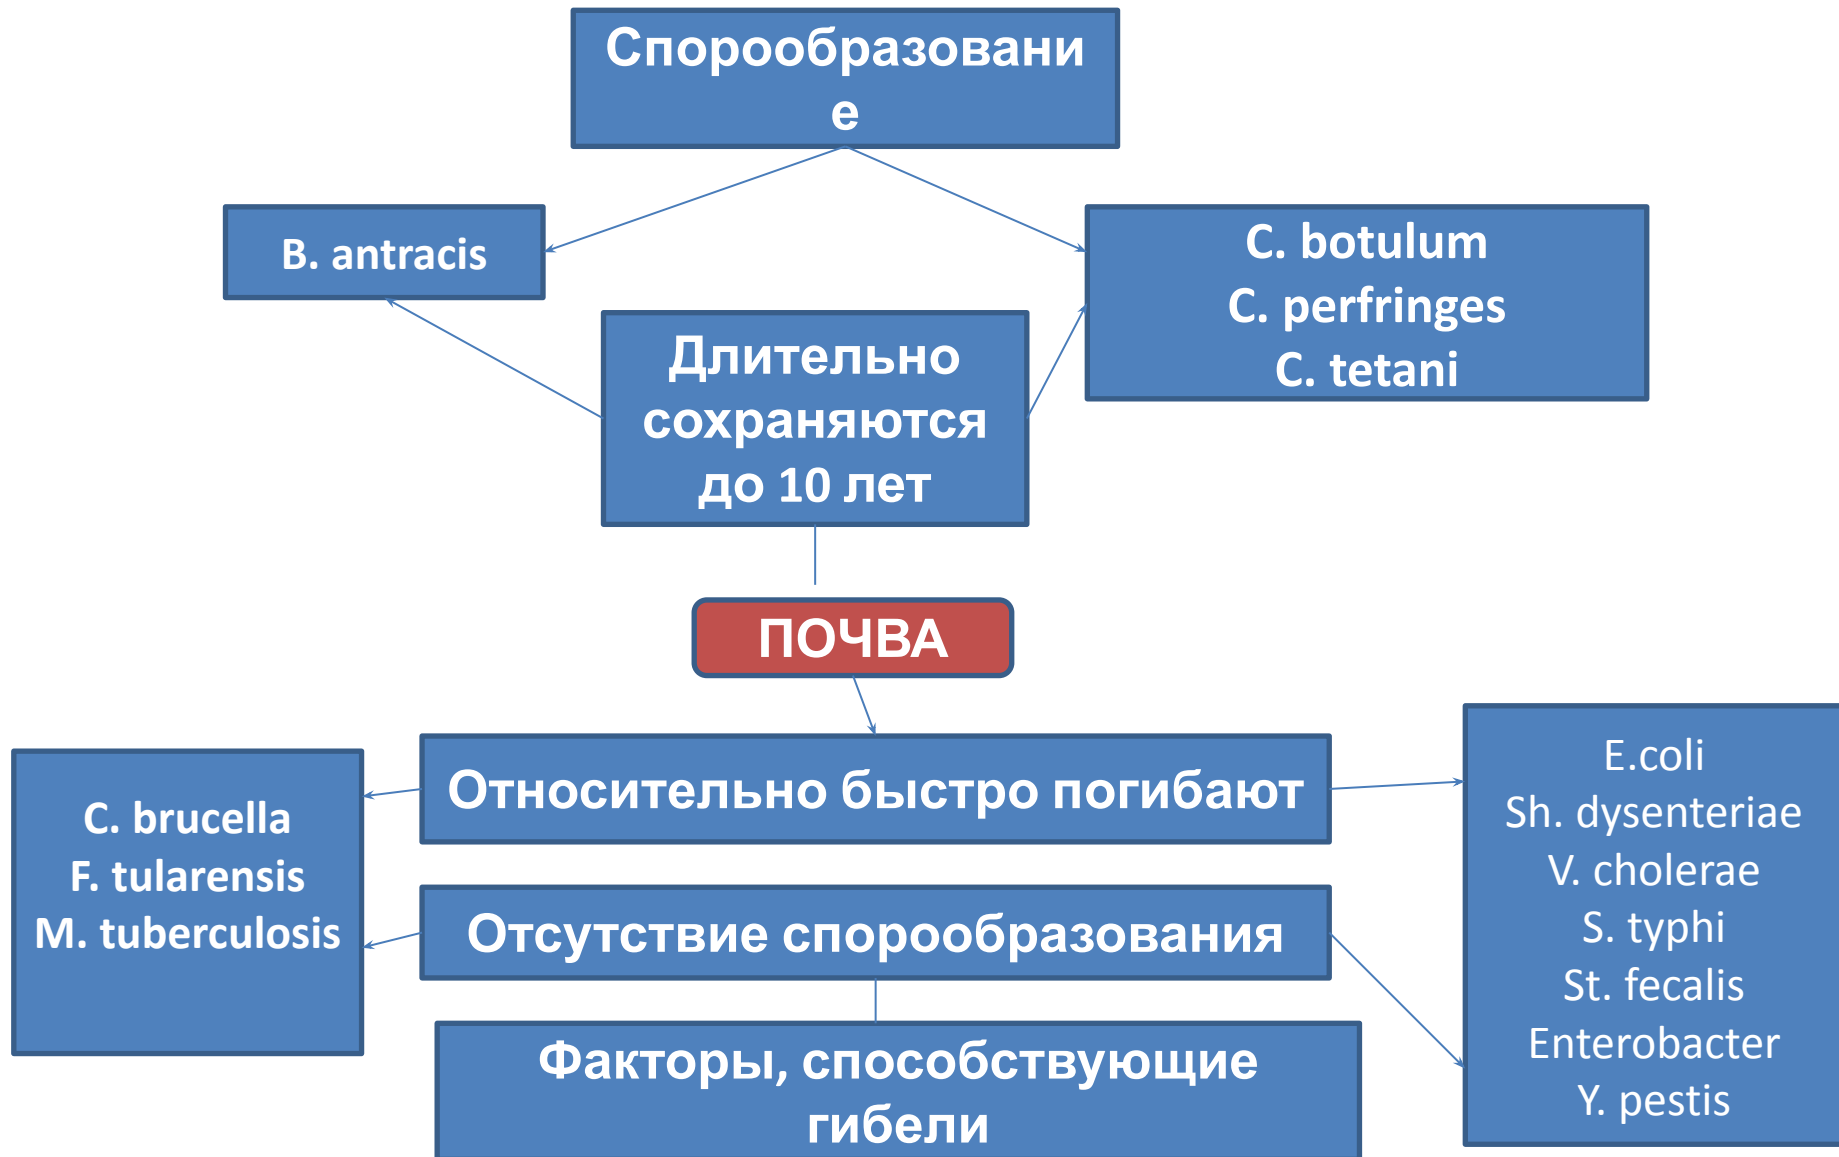 Спорообразовани
е
B. antracis
C. botulum
C. perfringes
C. tetani
Длительно
сохраняются
до 10 лет
ПОЧВА
Относительно быстро погибают
C. brucella
F. tularensis
M. tuberculosis
E.coli
Sh. dysenteriae
V. cholerae
S. typhi
St. fecalis
Enterobacter
Y. pestis
Отсутствие спорообразования
Факторы, способствующие
гибели